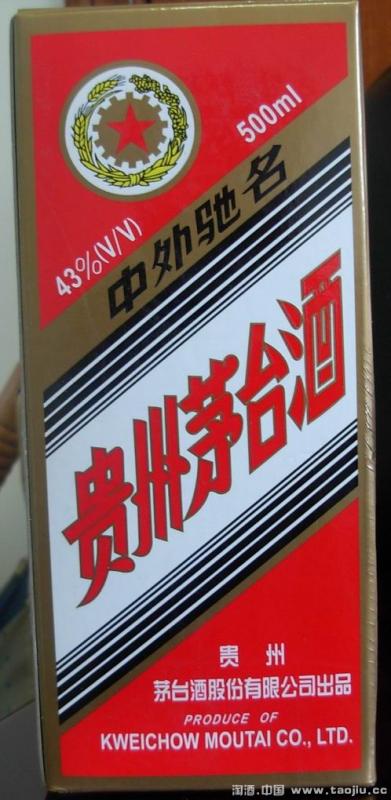 500ml
43%(V/V)
中外驰名
贵州茅台酒
贵州
茅台酒股份有限公司出品
PRODUCE OF
KWEICHOW MOUTAI CO., LTD.
淘酒.中国 www.taojiu.cc